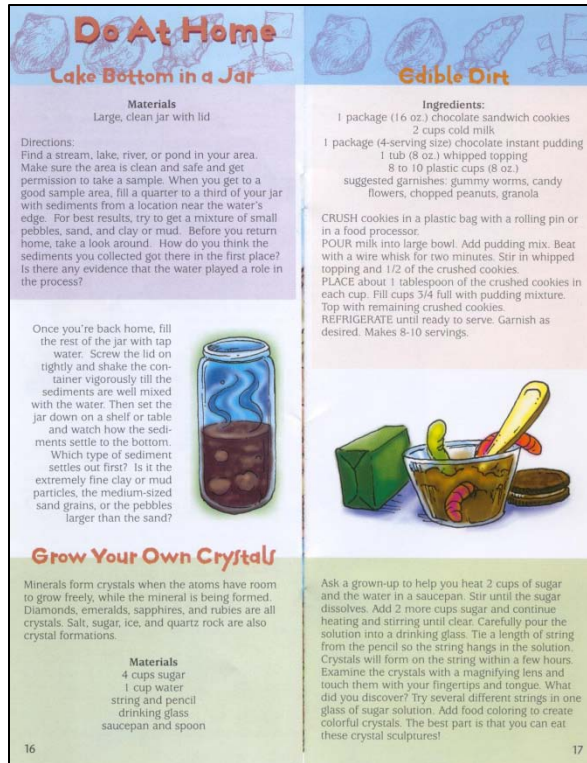 Do At Home
Lake Bottom in a Jar
Materials
Large, clean jar with lid
Directions:
Find a stream, lake, river, or pond in your area.
Make sure the area is clean and safe and get
permission to take a sample. When you get to a
good sample area, fill a quarter to a third of your jar
with sediments from a location near the water's
edge. For best results, try to get a mixture of small
pebbles, sand, and clay or mud. Before you return
home, take a look around. How do you think the
sediments you collected got there in the first place?
Is there any evidence that the water played a role in
the process?
Once you're back home, fill
the rest of the jar with tap
water. Screw the lid on
tightly and shake the con-
tainer vigorously till the
sediments are well mixed
with the water. Then set the
jar down on a shelf or table
and watch how the sedi-
ments settle to the bottom.
Which type of sediment
settles out first? Is it the
extremely fine clay or mud
particles, the medium-sized
sand grains, or the pebbles
larger than the sand?
Grow Your Own Crystals
Minerals form crystals when the atoms have room
to grow freely, while the mineral is being formed.
Diamonds, emeralds, sapphires, and rubies are all
crystals. Salt, sugar, ice, and quartz rock are also
crystal formations.
Materials
4 cups sugar
1 cup water
string and pencil
drinking glass
saucepan and spoon
16
Edible Dirt
Ingredients:
1 package (16 oz.) chocolate sandwich cookies
2 cups cold milk
1 package (4-serving size) chocolate instant pudding
1 tub (8 oz.) whipped topping
8 to 10 plastic cups (8 oz.)
suggested garnishes: gummy worms, candy
flowers, chopped peanuts, granola
CRUSH cookies in a plastic bag with a rolling pin or
in a food processor.
POUR milk into large bowl. Add pudding mix. Beat
with a wire whisk for two minutes. Stir in whipped
topping and 1/2 of the crushed cookies.
PLACE about 1 tablespoon of the crushed cookies in
each cup. Fill cups 3/4 full with pudding mixture.
Top with remaining crushed cookies.
REFRIGERATE until ready to serve. Garnish as
desired. Makes 8-10 servings.
Ask a grown-up to help you heat 2 cups of sugar
and the water in a saucepan. Stir until the sugar
dissolves. Add 2 more cups sugar and continue
heating and stirring until clear. Carefully pour the
solution into a drinking glass. Tie a length of string
from the pencil so the string hangs in the solution.
Crystals will form on the string within a few hours.
Examine the crystals with a magnifying lens and
touch them with your fingertips and tongue. What
did you discover? Try several different strings in one
glass of sugar solution. Add food coloring to create
colorful crystals. The best part is that you can eat
these crystal sculptures!
17